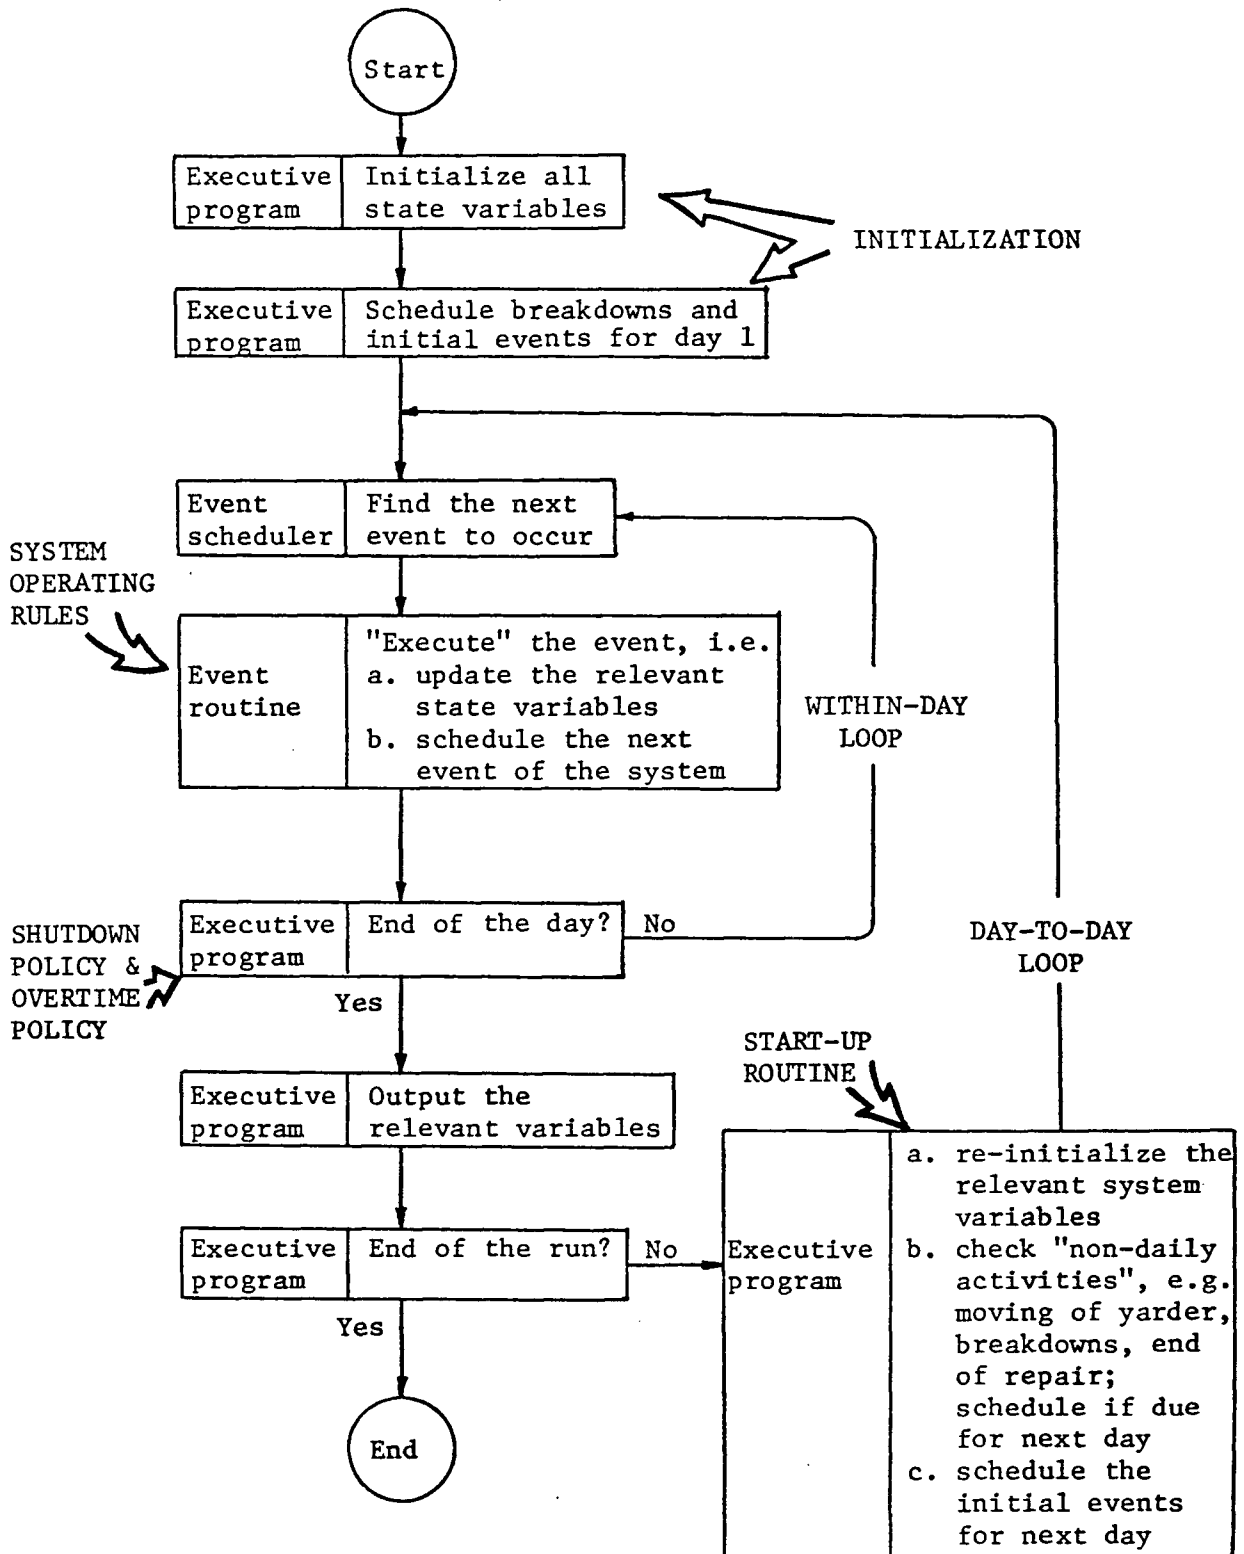 Start
Executive
program
Initialize all
state variables
INITIALIZATION
Executive
program
Schedule breakdowns and
initial events for day 1
Event
scheduler
Find the next
event to occur
SYSTEM
OPERATING
RULES
Event
routine
"Execute" the event, i.e.
a. update the relevant
state variables
b. schedule the next
event of the system
WITHIN-DAY
LOOP
Executive
program
End of the day?
No
SHUTDOWN
POLICY &
OVERTIME
POLICY
Yes
DAY-TO-DAY
LOOP
Executive
program
Output the
relevant variables
START-UP
ROUTINE
Executive
program
End of the run?
No
Yes
End
Executive
program
a. re-initialize the
relevant system
variables
b. check "non-daily
activities", e.g.
moving of yarder,
breakdowns, end
of repair;
schedule if due
for next day
c. schedule the
initial events
for next day